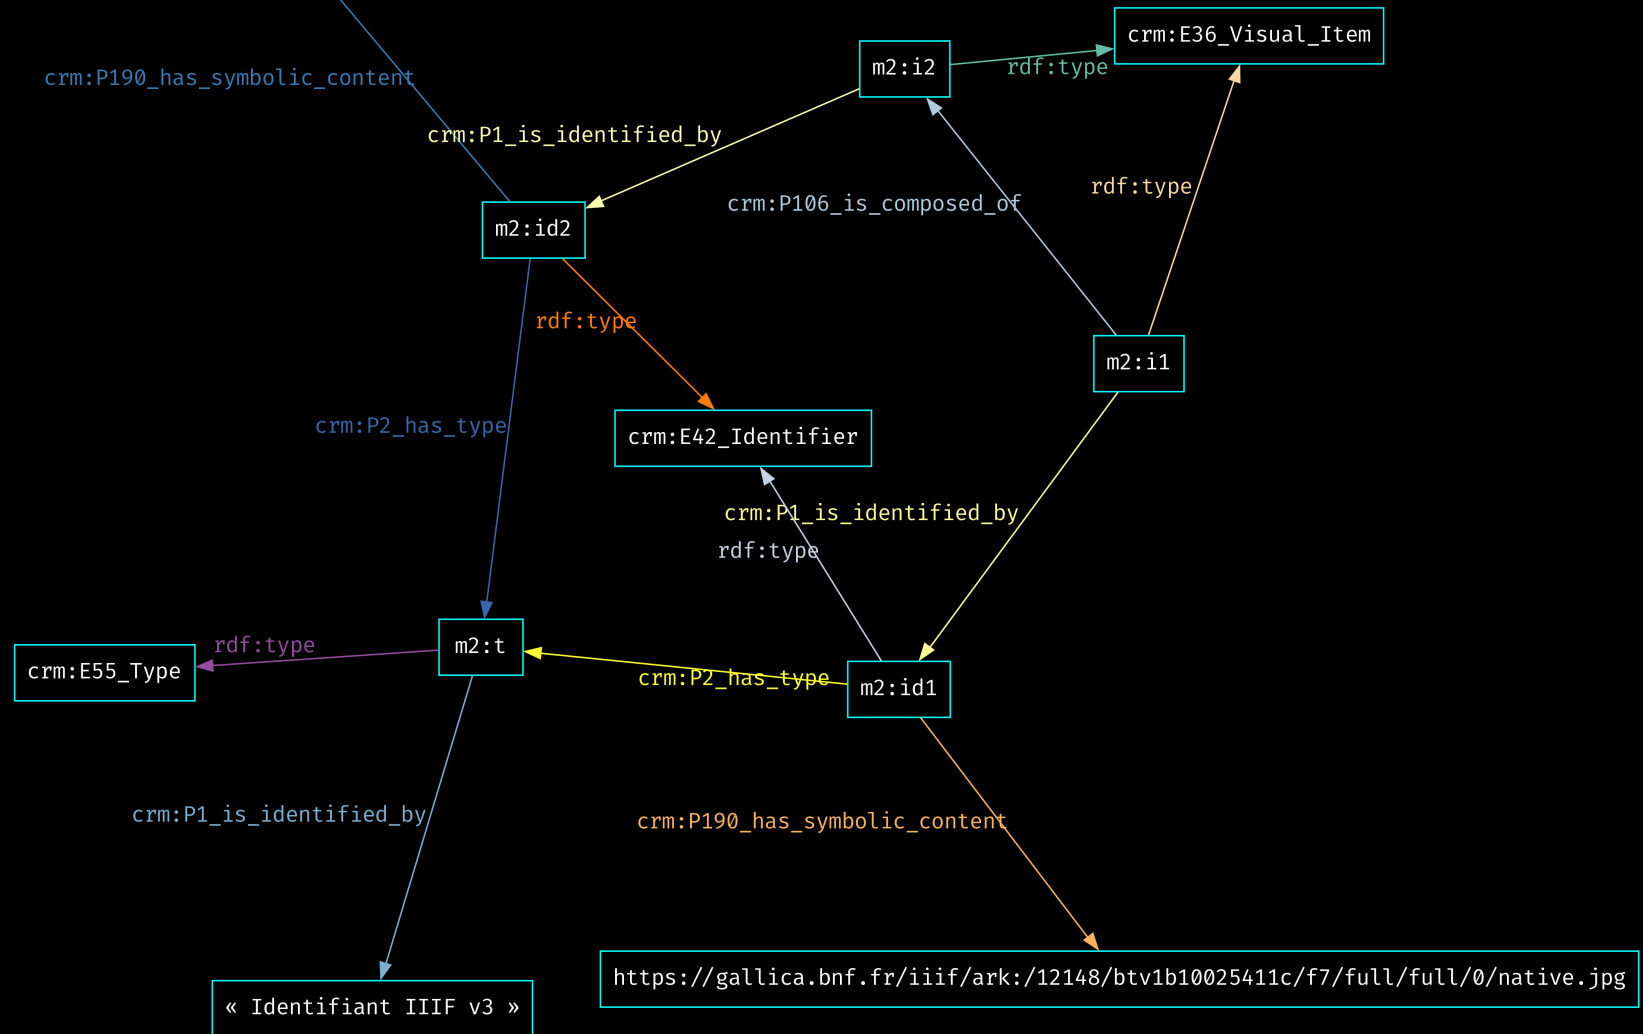 crm:E36_Visual_Item
m2:i2
rdf:type
crm:P190_has_symbolic_content
crm:P1_is_identified_by
rdf:type
crm:P106_is_composed_of
m2:id2
rdf:type
m2:i1
crm:P2_has_type
crm:E42_Identifier
crm:P1_is_identified_by
rdf:type
rdf:type
m2:t
crm:E55_Type
crm:P2_has_type
m2:id1
crm:P1_is_identified_by
crm:P190_has_symbolic_content
https://gallica.bnf.fr/iiif/ark:/12148/btv1b10025411c/f7/full/full/0/native.jpg
« Identifiant IIIF v3 »